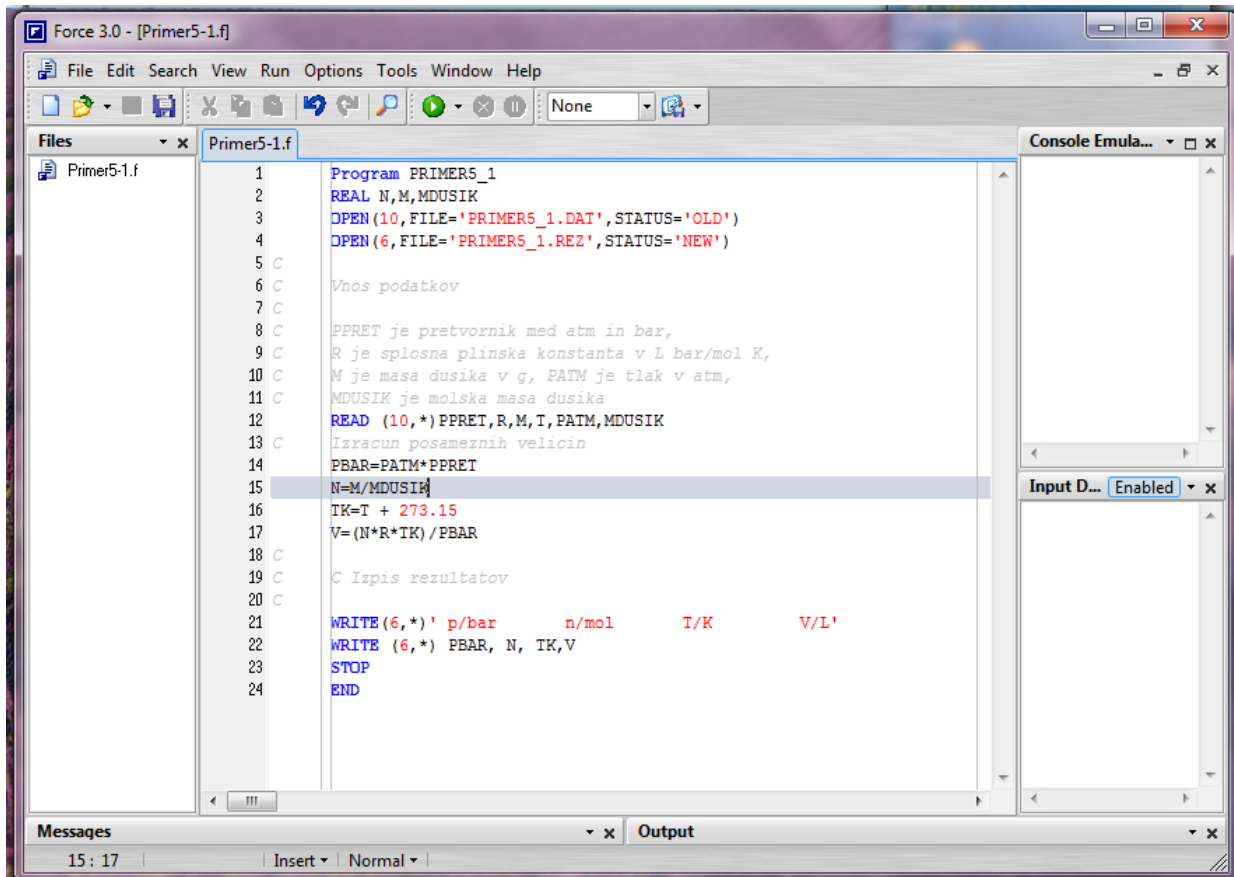 Force 3.0 - [Primer5-1.f]
File Edit Search View Run Options Tools Window Help
None
Files
Primer5-1.f
Console Emula...
Primer5-1.f
1 Program PRIMER5_1
2 REAL N,M,MDUSIK
3 OPEN(10,FILE='PRIMER5_1.DAT',STATUS='OLD')
4 OPEN(6,FILE='PRIMER5_1.REZ',STATUS='NEW')
5 C
6 C Vnos podatkov
7 C
8 C PPRET je pretvornik med atm in bar,
9 C R je splosna plinska konstanta v L bar/mol K,
10 C M je masa dusika v g, PATM je tlak v atm,
11 C MDUSIK je molska masa dusika
12 READ (10,*)PPRET,R,M,T,PATM,MDUSIK
13 C Izracun posameznih velicin
14 PBAR=PATM*PPRET
15 N=M/MDUSIK
16 TK=T + 273.15
17 V=(N*R*TK)/PBAR
18 C
19 C C Izpis rezultatov
20 C
21 WRITE(6,*)' p/bar n/mol T/K V/L'
22 WRITE (6,*) PBAR, N, TK,V
23 STOP
24 END
Input D... Enabled
Messages
Output
15: 17 Insert Normal